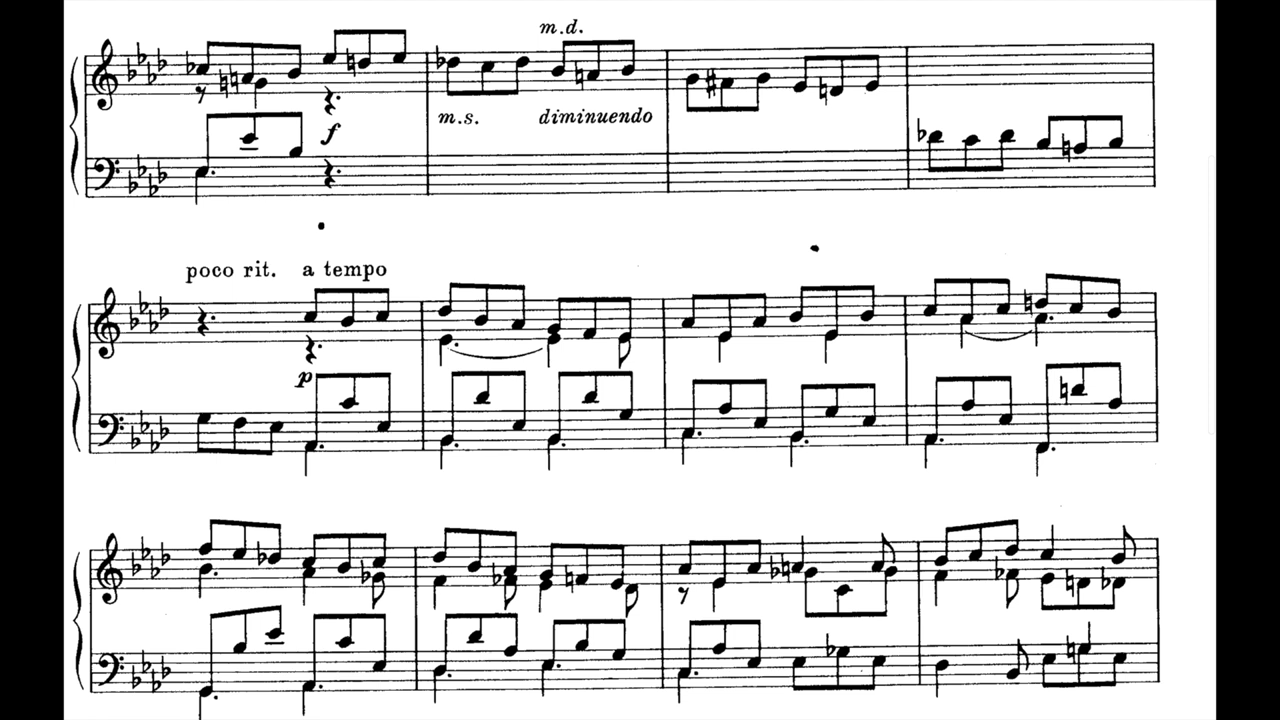 m.d.
f
m.s. diminuendo
poco rit. a tempo
p